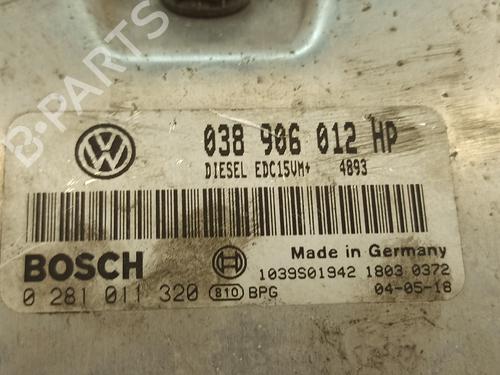 B-PARTS
038 906 012 HP
DIESEL EDC15VM+ 4893
BOSCH
Made in Germany
1039S01942 1803 0372
0 281 011 320 810 BPG
04-05-18